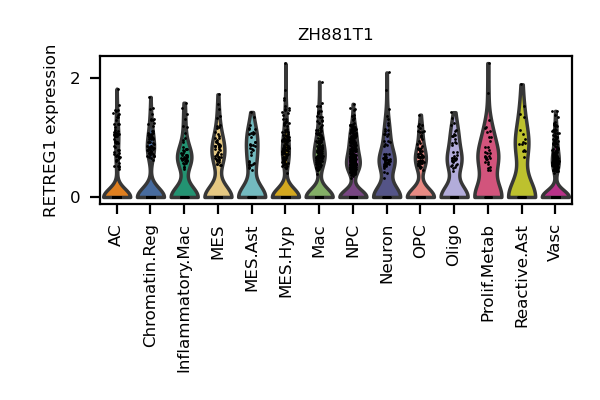 ZH881T1
RETREG1 expression
2
0
AC
Chromatin.Reg
Inflammatory.Mac
MES
MES.Ast
MES.Hyp
Mac
NPC
Neuron
OPC
Oligo
Prolif.Metab
Reactive.Ast
Vasc